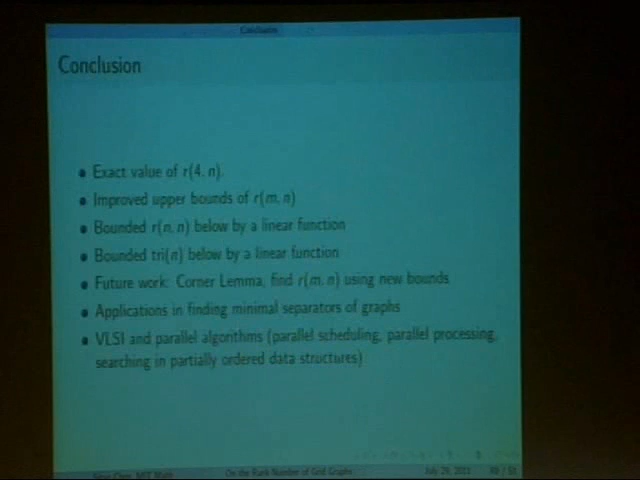 Conclusion
Conclusion
Exact value of r(4, n).
Improved upper bounds of r(m, n)
Bounded r(n, n) below by a linear function
Bounded tri(n) below by a linear function
Future work: Corner Lemma, find r(m, n) using new bounds
Applications in finding minimal separators of graphs
VLSI and parallel algorithms (parallel scheduling, parallel processing,
searching in partially ordered data structures)
On the Rank Number of Grid Graphs